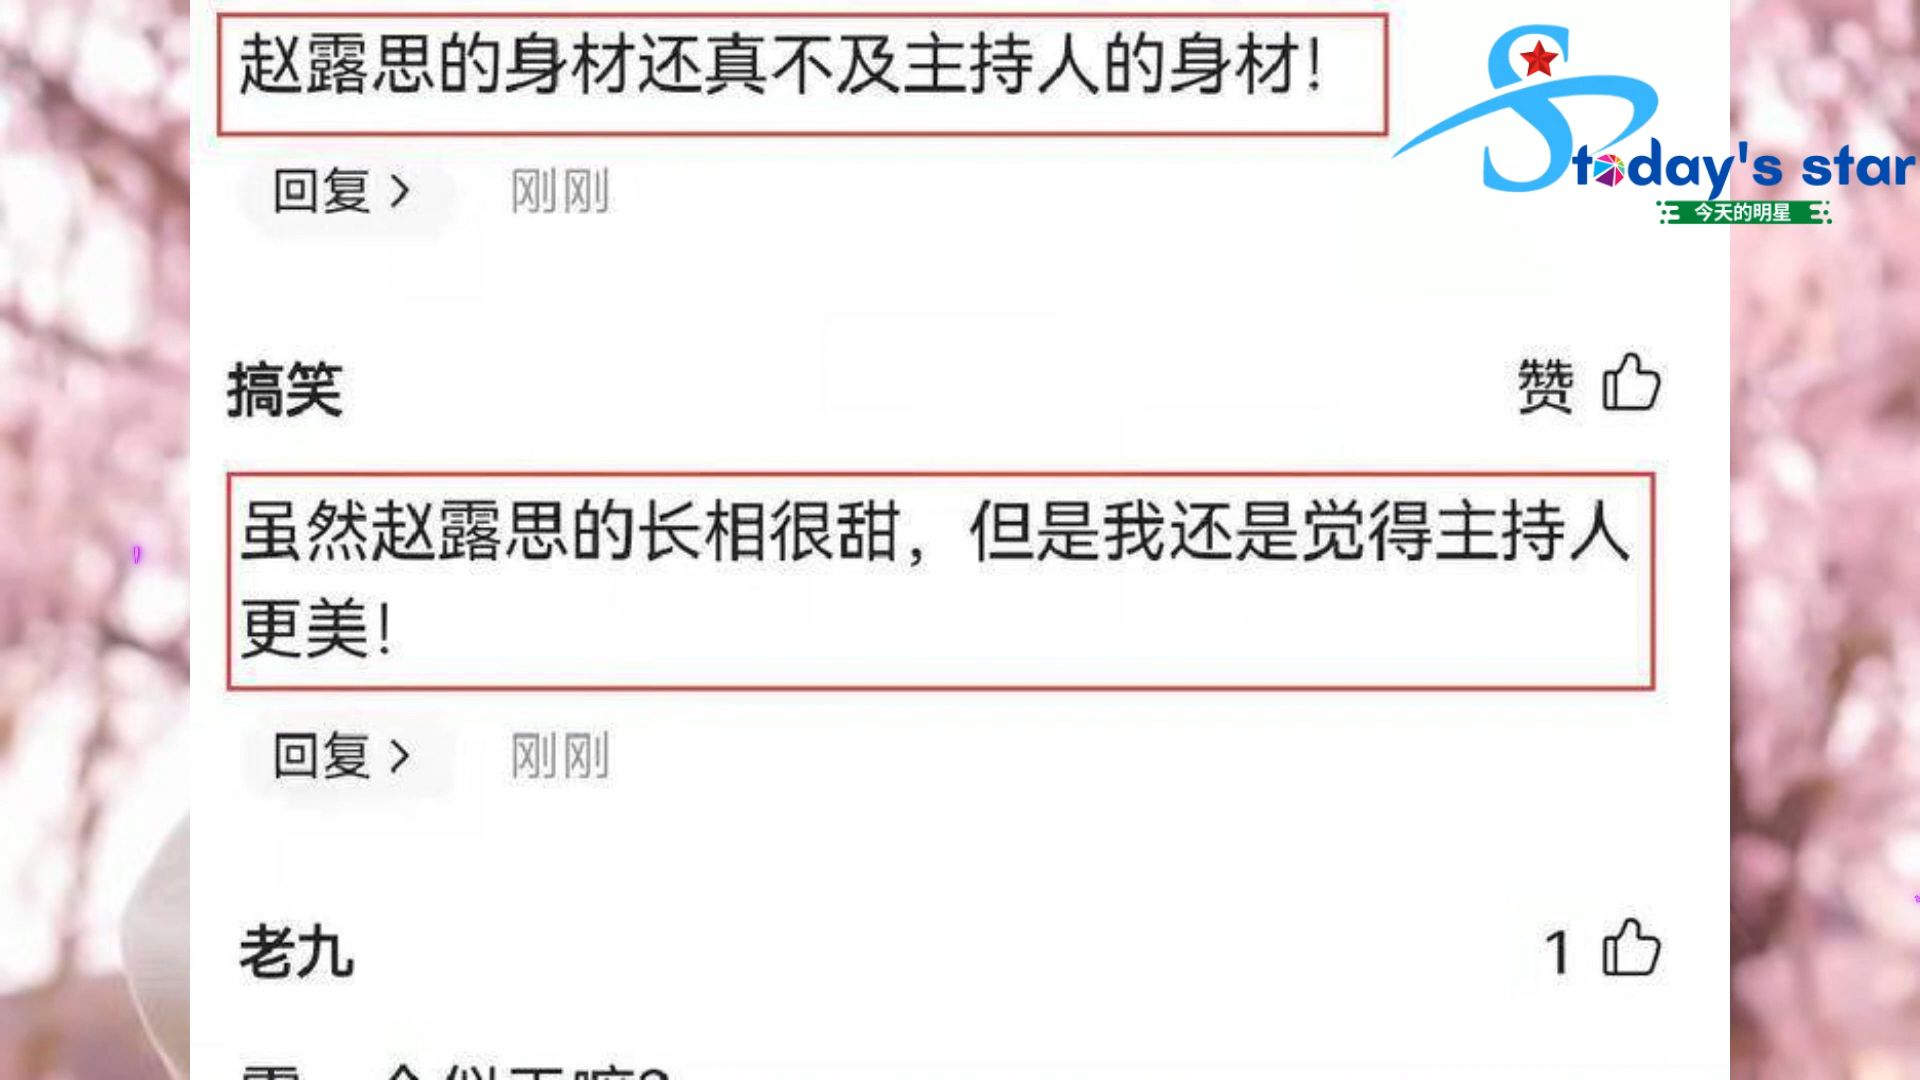 赵露思的身材还真不及主持人的身材!
today's star
今天的明星
回复 >
刚刚
搞笑
赞
虽然赵露思的长相很甜，但是我还是觉得主持人
更美!
回复 >
刚刚
老九
1